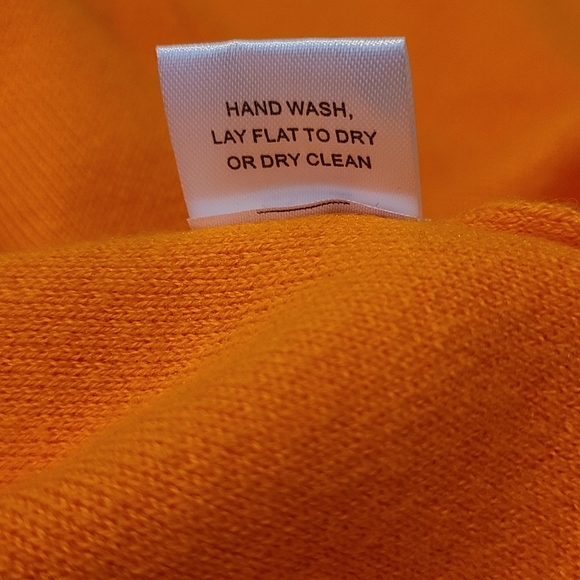 HAND WASH,
LAY FLAT TO DRY
OR DRY CLEAN